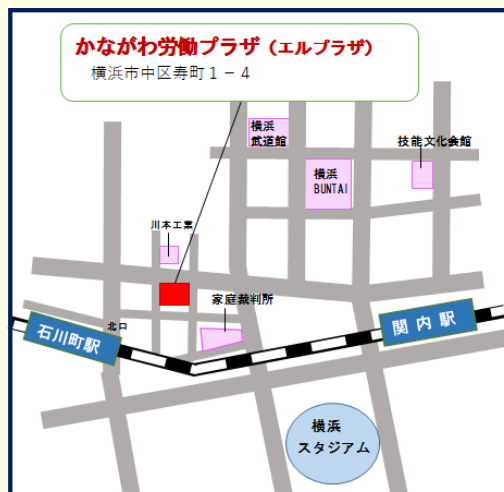 かながわ労働プラザ（エルプラザ）
横浜市中区寿町１－４
横浜
武道館
技能文化会館
横浜
BUNTAI
川本工業
家庭裁判所
北口
石川町駅
関内駅
横浜
スタジアム